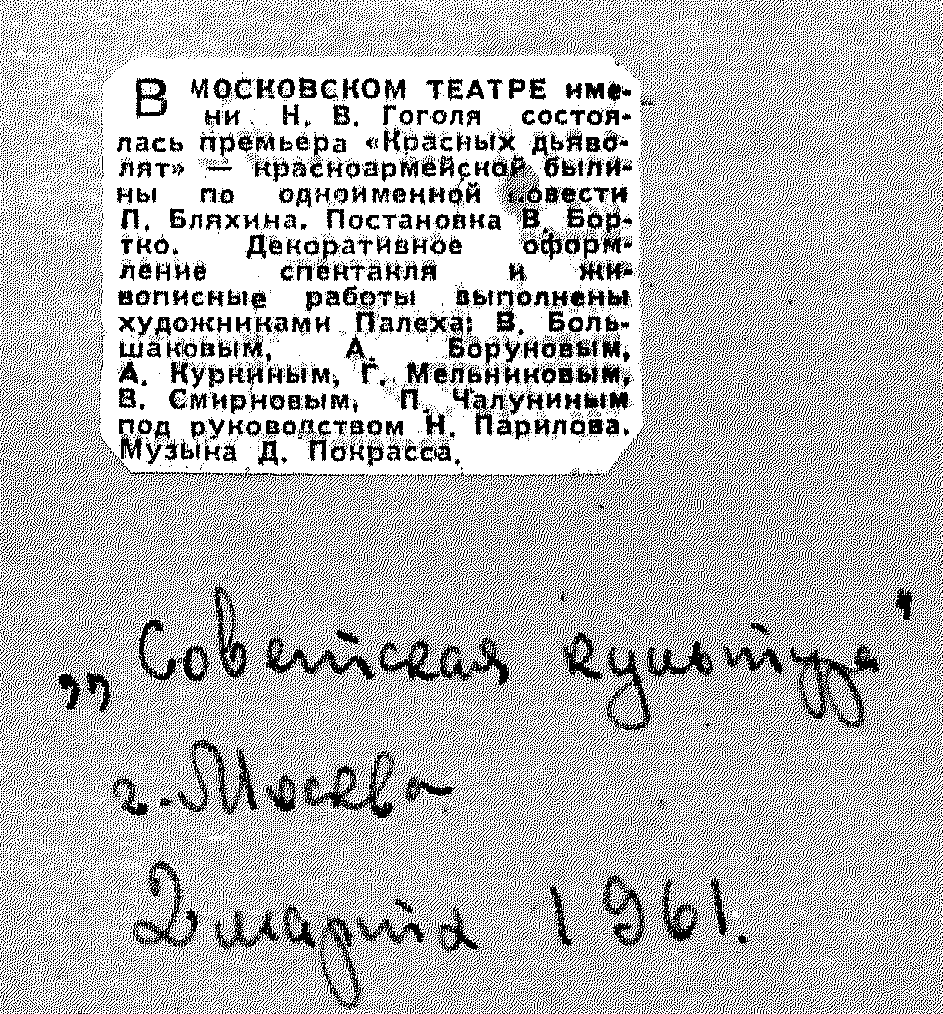 В МОСКОВСКОМ ТЕАТРЕ име-
ни Н. В. Гоголя состоя-
лась премьера «Красных дьяво-
лят» — красноармейской были-
ны по одноименной повести
П. Бляхина. Постановка В. Бор-
тко. Декоративное оформ-
ление спектакля и жи-
вописные работы выполнены
художниками Палеха: В. Боль-
шаковым, А. Боруновым,
А. Куркиным, Г. Мельниковым,
В. Смирновым, П. Чалуниным
под руководством Н. Парилова.
Музыка Д. Покрасса.
„Советская культура"
г. Москва
2 марта 1961.